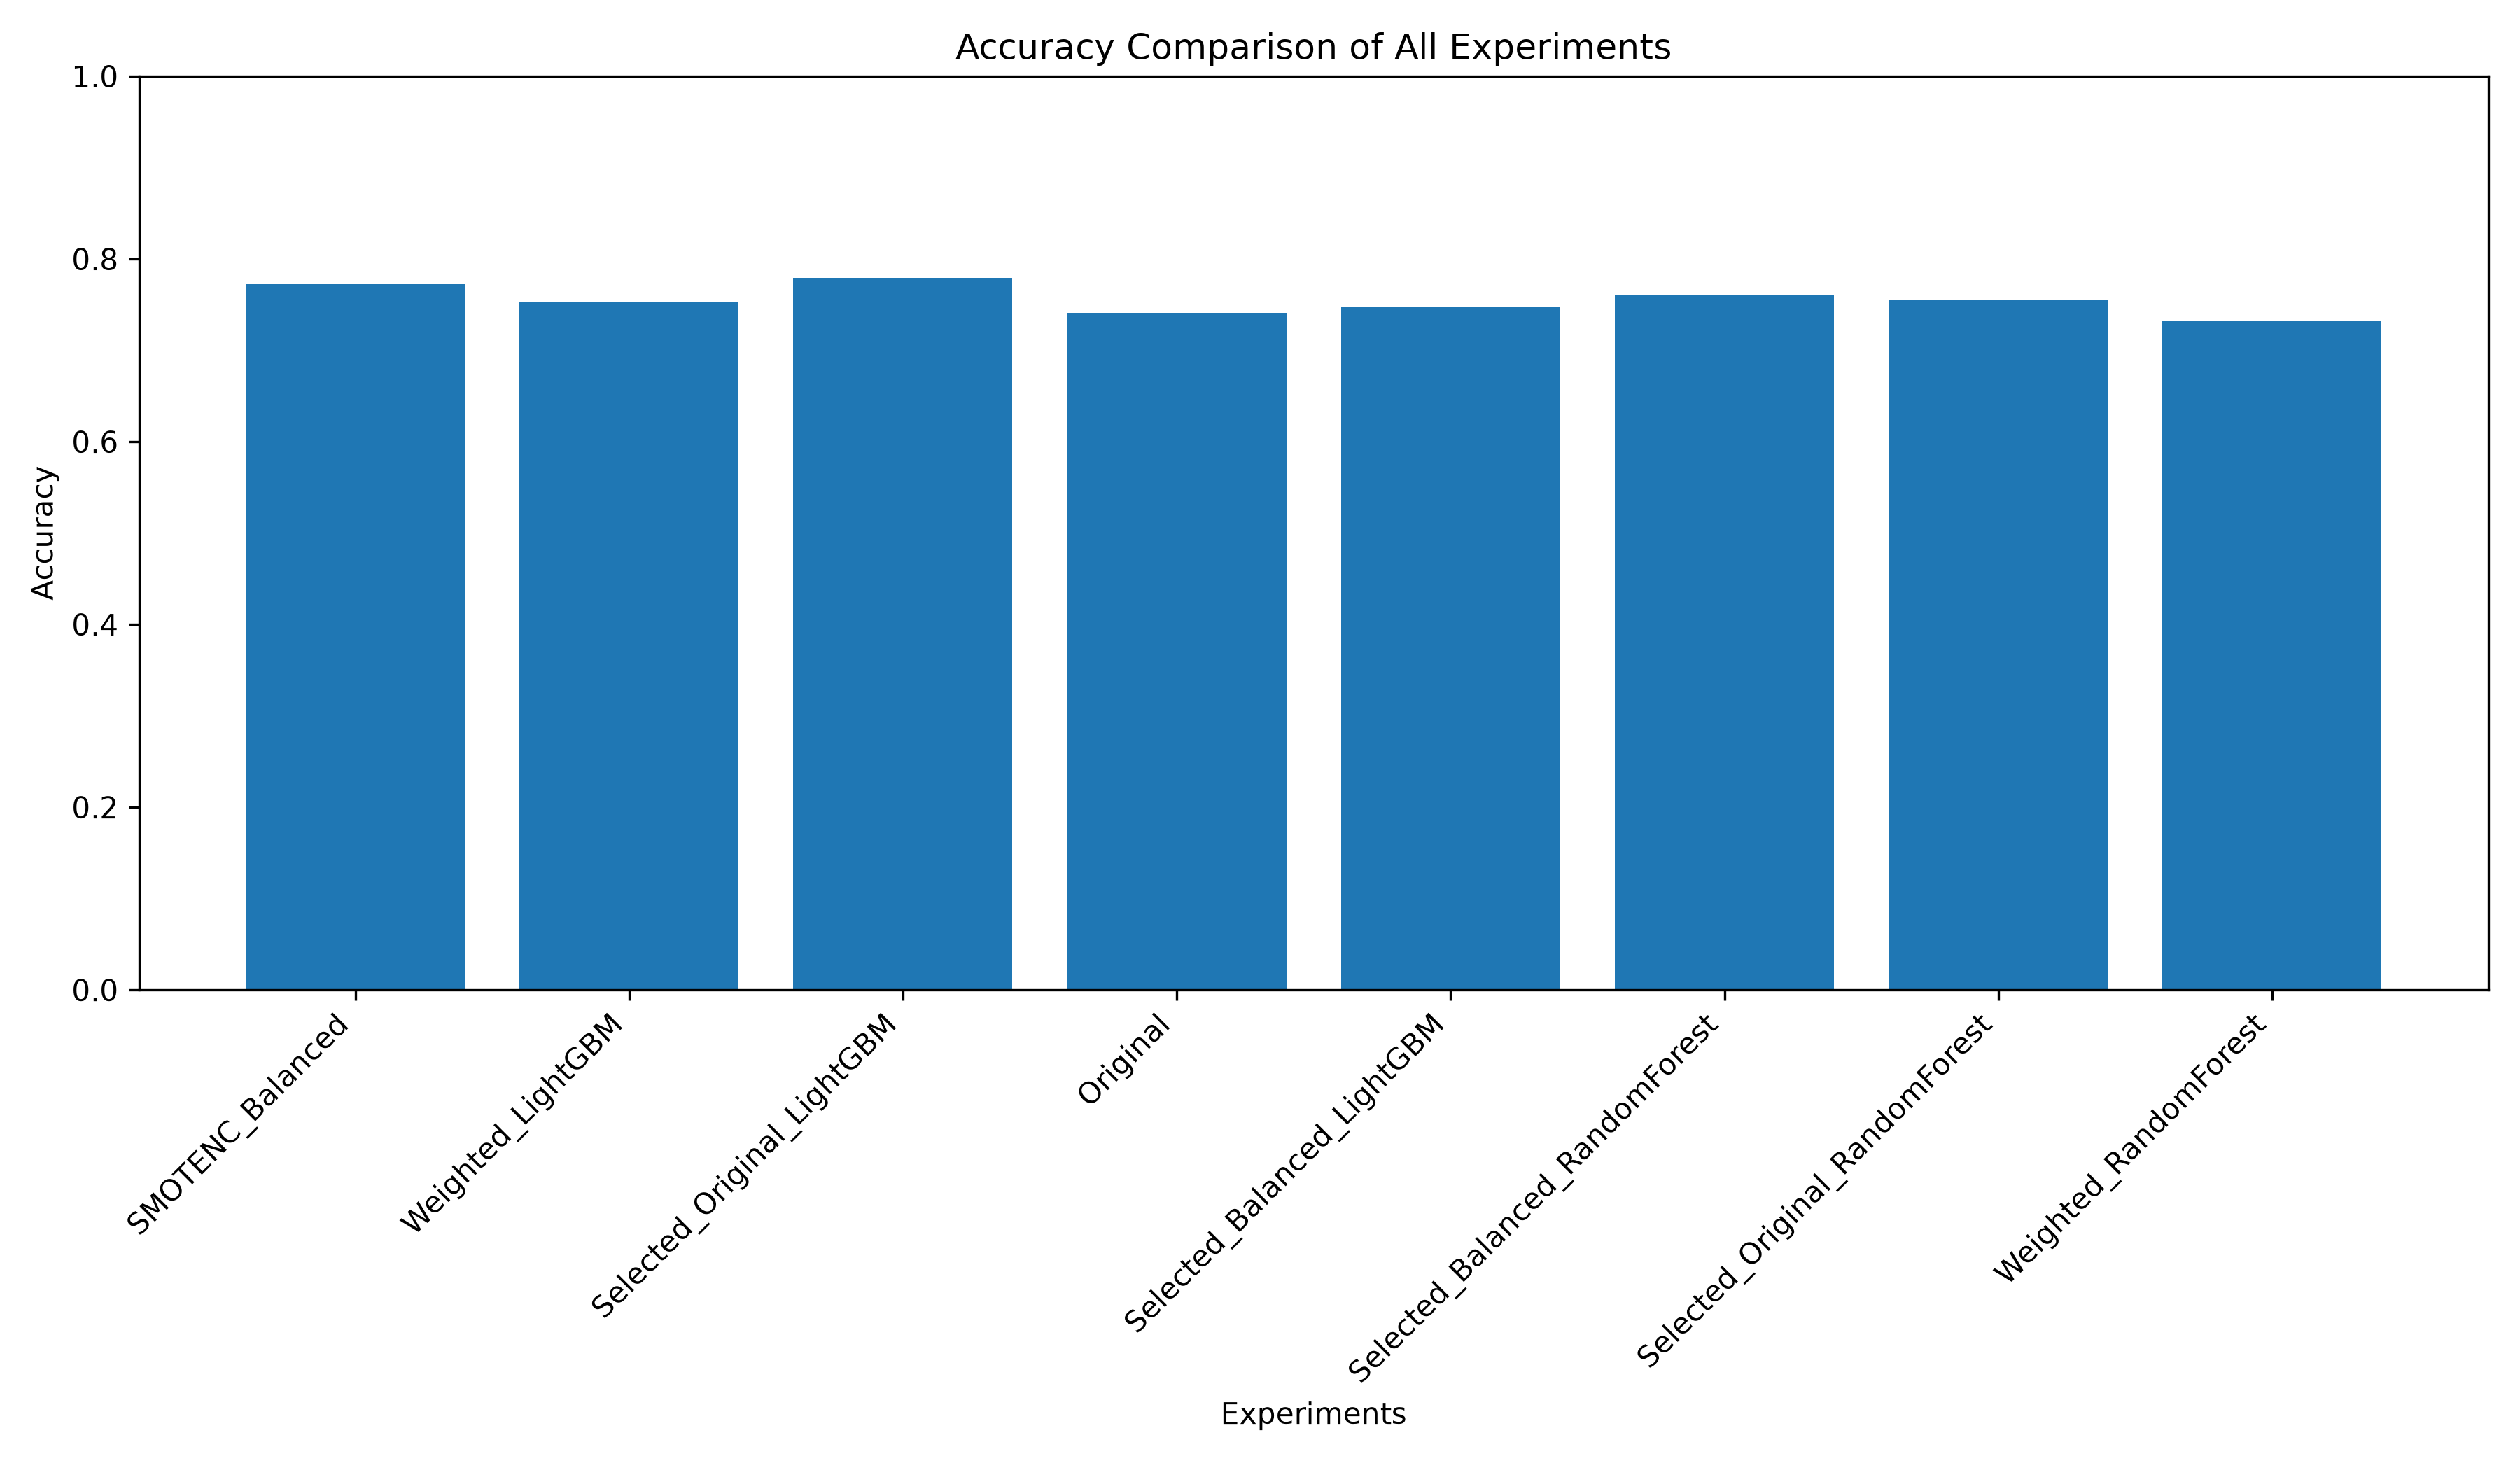 Accuracy Comparison of All Experiments
1.0
0.8
0.6
0.4
0.2
0.0
Accuracy
SMOTENC_Balanced
Weighted_LightGBM
Selected_Original_LightGBM
Original
Selected_Balanced_LightGBM
Selected_Balanced_RandomForest
Selected_Original_RandomForest
Weighted_RandomForest
Experiments